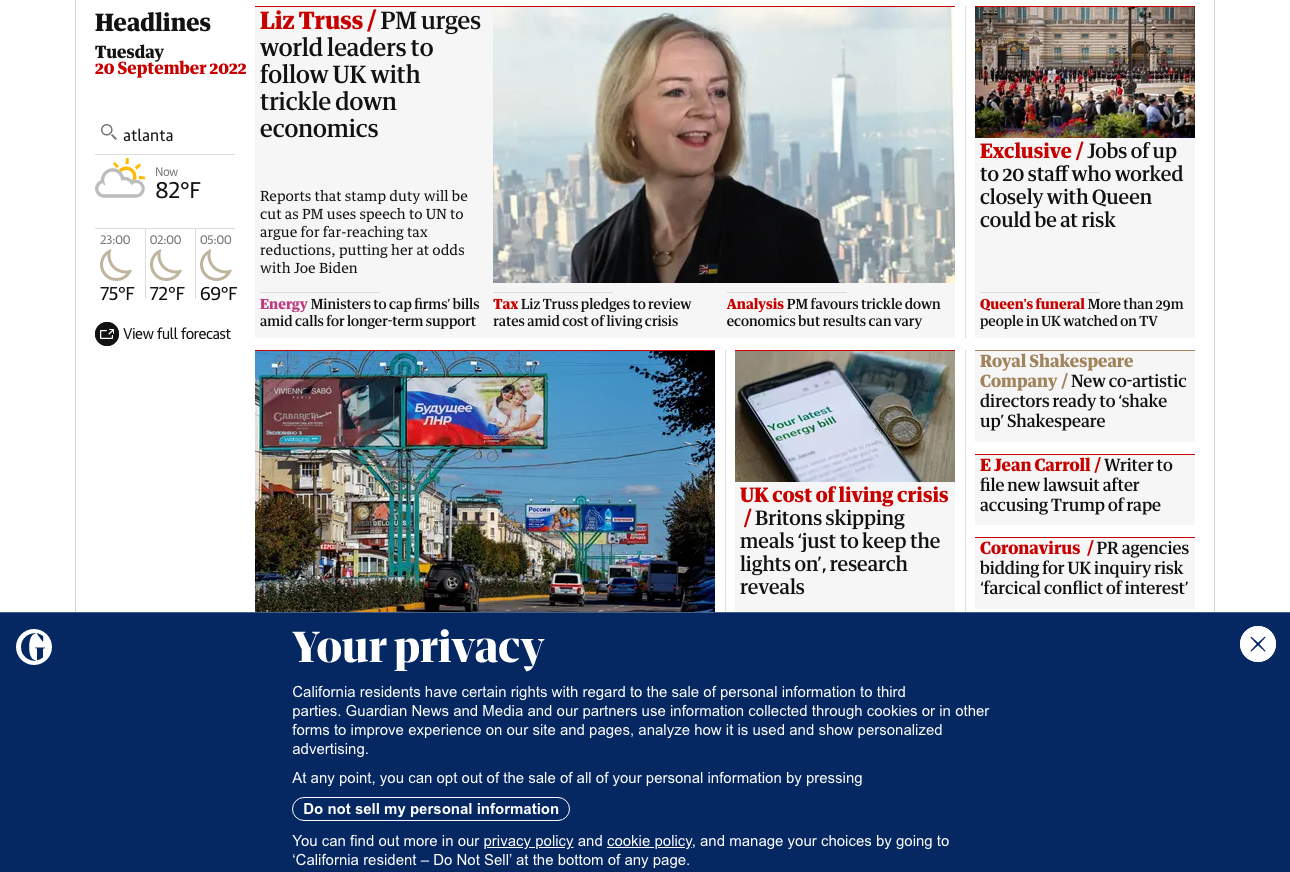 Headlines
Tuesday
20 September 2022
atlanta
Now
82°F
23:00
02:00
05:00
75°F
72°F
69°F
View full forecast
Liz Truss / PM urges
world leaders to
follow UK with
trickle down
economics
Reports that stamp duty will be
cut as PM uses speech to UN to
argue for far-reaching tax
reductions, putting her at odds
with Joe Biden
Energy Ministers to cap firms' bills
amid calls for longer-term support
Tax Liz Truss pledges to review
rates amid cost of living crisis
Analysis PM favours trickle down
economics but results can vary
Exclusive / Jobs of up
to 20 staff who worked
closely with Queen
could be at risk
Queen's funeral More than 29m
people in UK watched on TV
VIVIENNE SABÓ
PARIS
CABARET
Будущее
ЛНР
Россия
Your latest
energy bill
UK cost of living crisis
/ Britons skipping
meals ‘just to keep the
lights on’, research
reveals
Royal Shakespeare
Company / New co-artistic
directors ready to ‘shake
up’ Shakespeare
E Jean Carroll / Writer to
file new lawsuit after
accusing Trump of rape
Coronavirus / PR agencies
bidding for UK inquiry risk
‘farcical conflict of interest’
Your privacy
California residents have certain rights with regard to the sale of personal information to third
parties. Guardian News and Media and our partners use information collected through cookies or in other
forms to improve experience on our site and pages, analyze how it is used and show personalized
advertising.
At any point, you can opt out of the sale of all of your personal information by pressing
Do not sell my personal information
You can find out more in our privacy policy and cookie policy, and manage your choices by going to
‘California resident – Do Not Sell’ at the bottom of any page.